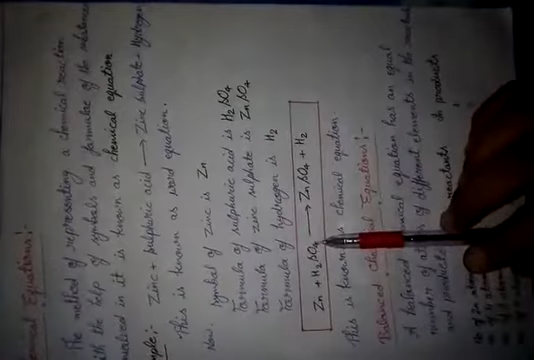 emical Equations:-
The method of representing a chemical reaction
with the help of symbols and formulae of the substances
involved in it is known as chemical equation
mple:- Zinc + Sulphuric acid ⟶ Zinc Sulphate + Hydrogen
This is known as word equation.
Now, Symbol of Zinc is Zn
Formula of sulphuric acid is H₂SO₄
Formula of zinc sulphate is ZnSO₄
Formula of hydrogen is H₂
Zn + H₂SO₄ ⟶ ZnSO₄ + H₂
This is known chemical equation
Balanced Chemical Equations:-
A balanced chemical equation has an equal
number of of different elements in the
and products
reactants In products